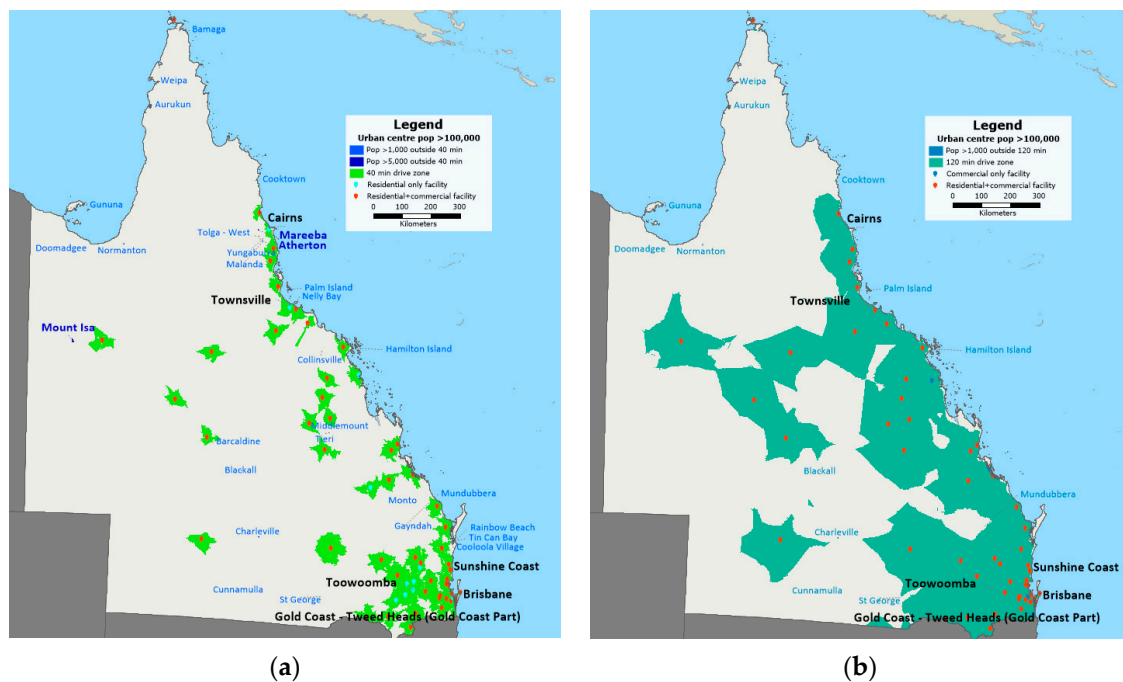 Bamaga
Weipa
Aurukun
Legend
Urban centre pop >100,000
Pop >1,000 outside 40 min
Pop >5,000 outside 40 min
40 min drive zone
Residential only facility
Residential+commercial facility
0 100 200 300
Kilometers
Cooktown
Gununa
Cairns
Tolga - West
Mareeba
Doomadgee
Normanton
Atherton
Yungaburra
Malanda
Palm Island
Townsville
Nelly Bay
Mount Isa
Hamilton Island
Collinsville
Middlemount
Tieri
Barcaldine
Blackall
Monto
Mundubbera
Gayndah
Rainbow Beach
Charleville
Tin Can Bay
Cooloola Village
Sunshine Coast
Toowoomba
Cunnamulla
Brisbane
St George
Gold Coast - Tweed Heads (Gold Coast Part)
(a)
Weipa
Aurukun
Legend
Urban centre pop >100,000
Pop >1,000 outside 120 min
120 min drive zone
Commercial only facility
Residential+commercial facility
0 100 200 300
Kilometers
Cooktown
Gununa
Cairns
Doomadgee
Normanton
Palm Island
Townsville
Hamilton Island
Blackall
Mundubbera
Charleville
Sunshine Coast
Toowoomba
Cunnamulla
Brisbane
St George
Gold Coast - Tweed Heads (Gold Coast Part)
(b)